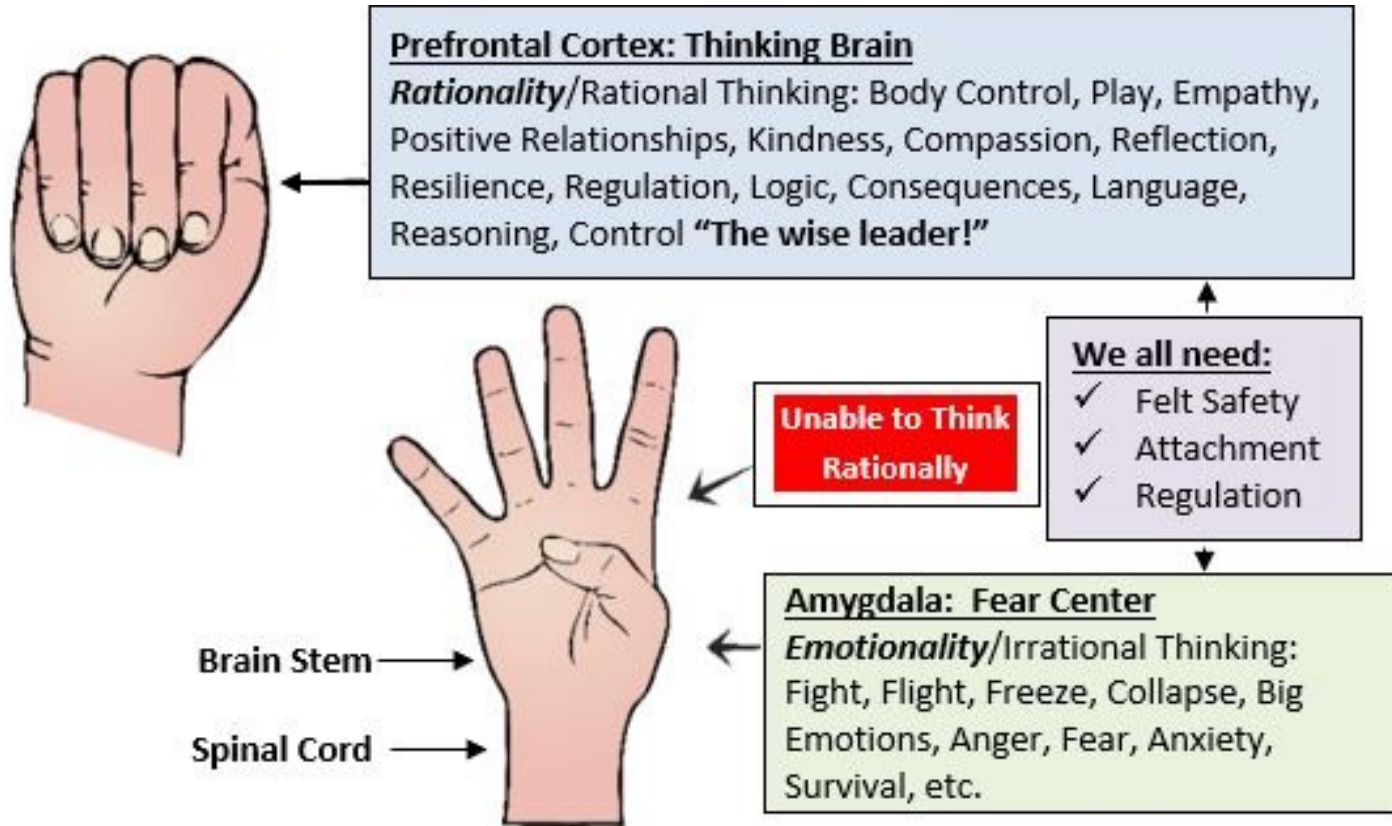 Prefrontal Cortex: Thinking Brain
Rationality/Rational Thinking: Body Control, Play, Empathy,
Positive Relationships, Kindness, Compassion, Reflection,
Resilience, Regulation, Logic, Consequences, Language,
Reasoning, Control “The wise leader!”
We all need:
✓ Felt Safety
✓ Attachment
✓ Regulation
Unable to Think
Rationally
Amygdala: Fear Center
Emotionality/Irrational Thinking:
Fight, Flight, Freeze, Collapse, Big
Emotions, Anger, Fear, Anxiety,
Survival, etc.
Brain Stem
Spinal Cord